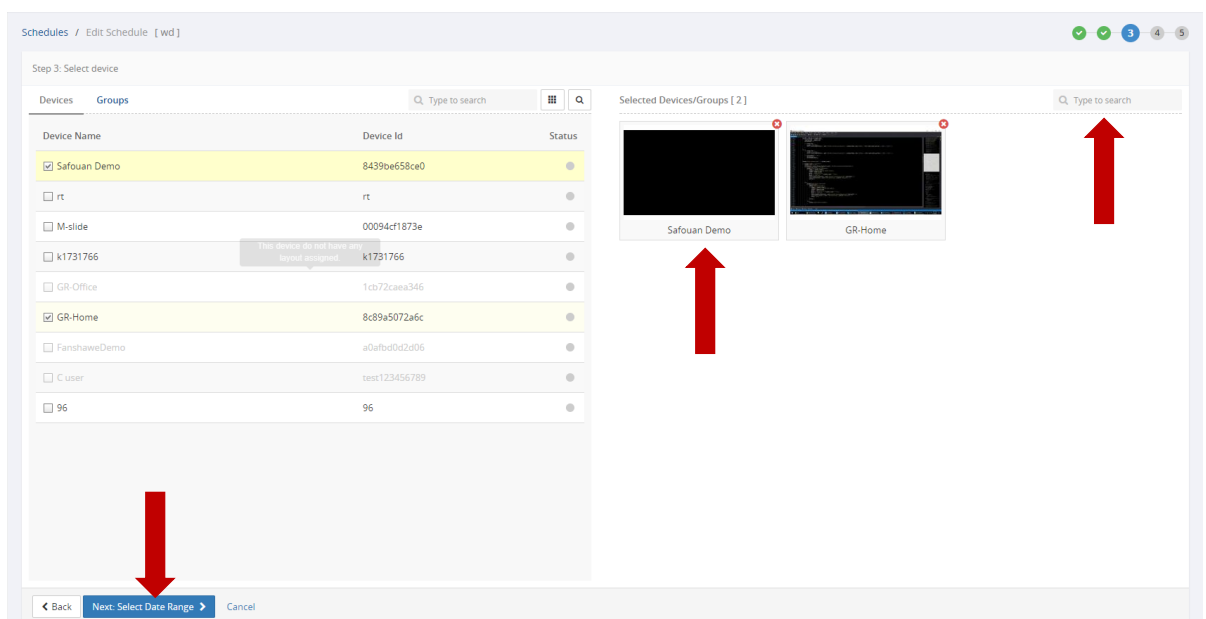 Schedules / Edit Schedule [ wd ]
3 4 5
Step 3: Select device
Devices Groups Type to search
Selected Devices/Groups [ 2 ] Type to search
Device Name Device Id Status
Safouan Demo 8439be658ce0
rt rt
M-slide 00094cf1873e
This device do not have any
layout assigned.
k1731766 k1731766
GR-Office 1cb72caea346
GR-Home 8c89a5072a6c
FanshaweDemo a0afbd0d2d06
C user test123456789
96 96
Safouan Demo GR-Home
Back Next: Select Date Range Cancel